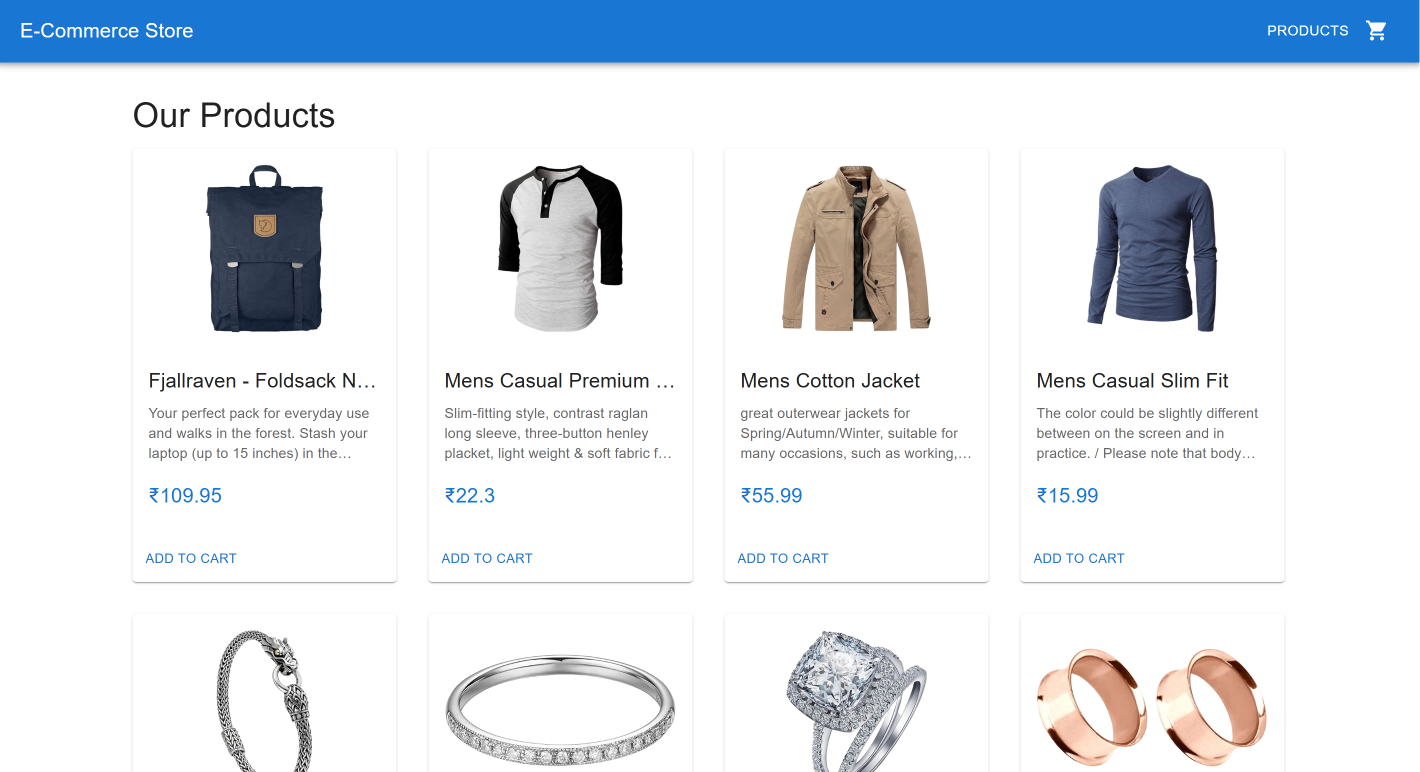 E-Commerce Store
PRODUCTS
Our Products
Fjallraven - Foldsack N...
Your perfect pack for everyday use
and walks in the forest. Stash your
laptop (up to 15 inches) in the...
₹109.95
ADD TO CART
Mens Casual Premium ...
Slim-fitting style, contrast raglan
long sleeve, three-button henley
placket, light weight & soft fabric f...
₹22.3
ADD TO CART
Mens Cotton Jacket
great outerwear jackets for
Spring/Autumn/Winter, suitable for
many occasions, such as working,...
₹55.99
ADD TO CART
Mens Casual Slim Fit
The color could be slightly different
between on the screen and in
practice. / Please note that body...
₹15.99
ADD TO CART